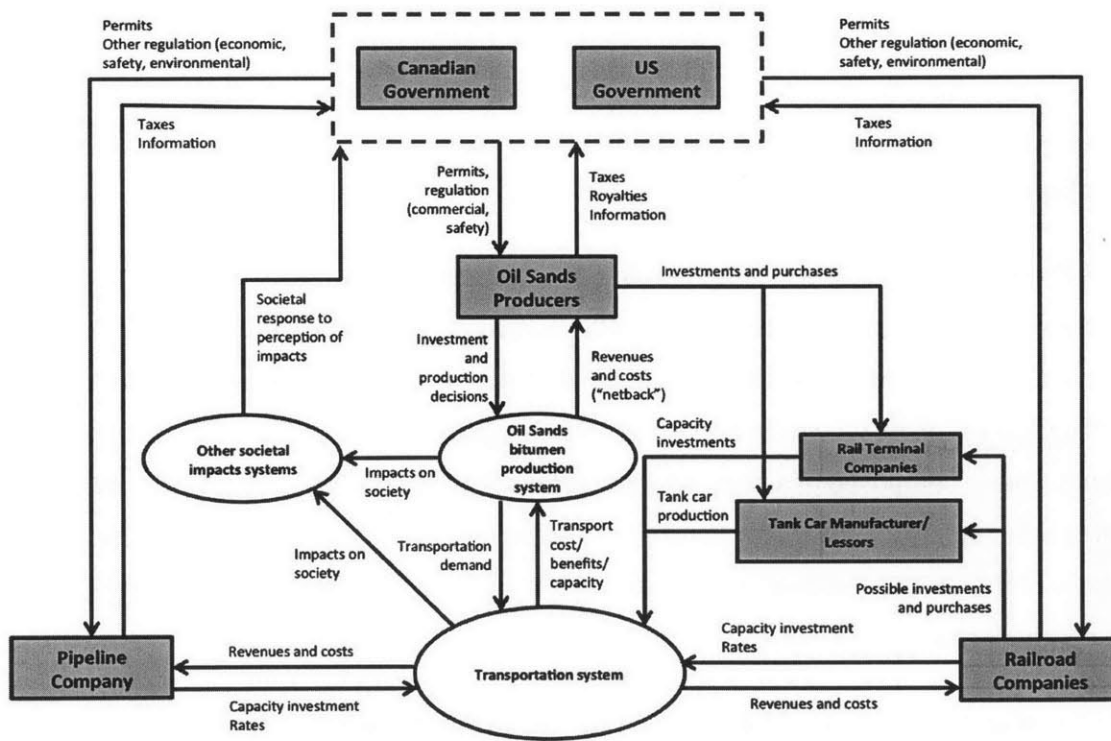 Permits
Other regulation (economic,
safety, environmental)
Canadian
Government
US
Government
Permits
Other regulation (economic,
safety, environmental)
Taxes
Information
Taxes
Information
Permits,
regulation
(commercial,
safety)
Taxes
Royalties
Information
Oil Sands
Producers
Investments and purchases
Societal
response to
perception of
impacts
Investment
and
production
decisions
Revenues
and costs
("netback")
Other societal
impacts systems
Impacts on
society
Oil Sands
bitumen
production
system
Capacity
investments
Rail Terminal
Companies
Tank car
production
Tank Car Manufacturer/
Lessors
Impacts on
society
Transportation
demand
Transport
cost/
benefits/
capacity
Possible investments
and purchases
Pipeline
Company
Revenues and costs
Capacity investment
Rates
Transportation system
Capacity investment
Rates
Revenues and costs
Railroad
Companies